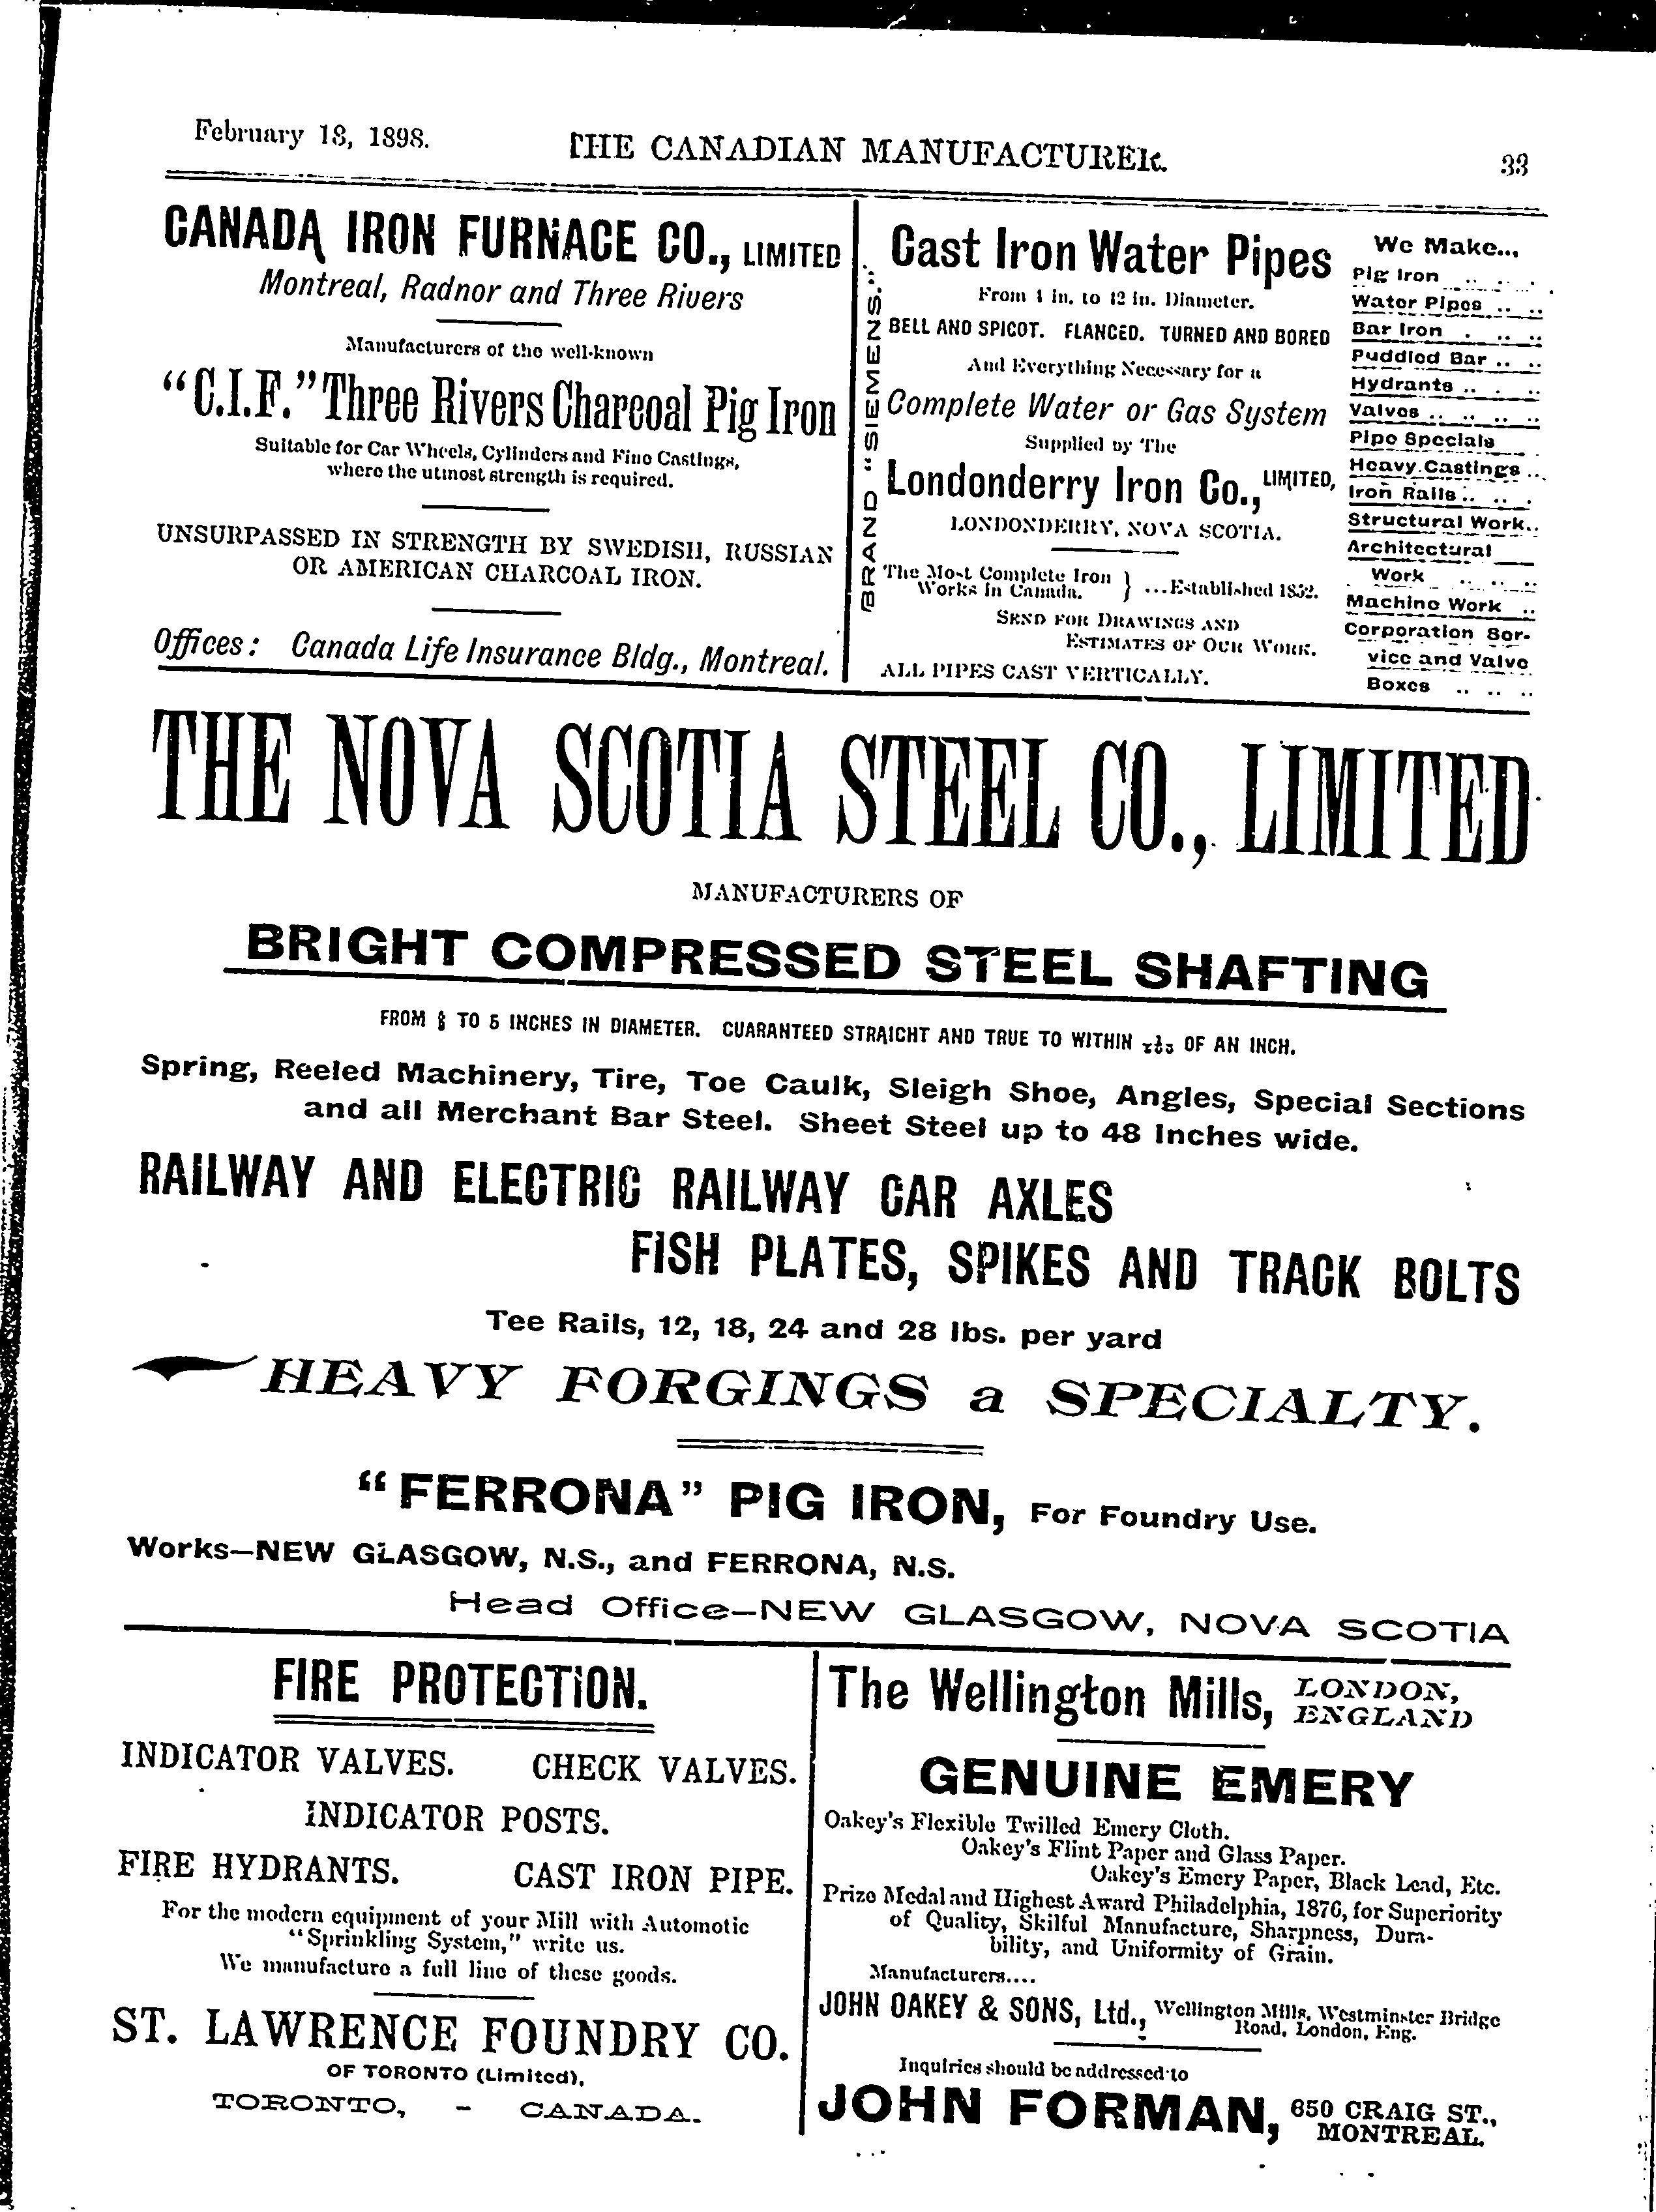 February 18, 1898.
THE CANADIAN MANUFACTURER.
33
CANADA IRON FURNACE CO., LIMITED
Montreal, Radnor and Three Rivers
Manufacturers of the well-known
"C.I.F." Three Rivers Charcoal Pig Iron
Suitable for Car Wheels, Cylinders and Fine Castings,
where the utmost strength is required.
UNSURPASSED IN STRENGTH BY SWEDISH, RUSSIAN
OR AMERICAN CHARCOAL IRON.
Offices: Canada Life Insurance Bldg., Montreal.
BRAND "SIEMENS."
Cast Iron Water Pipes
From 4 in. to 12 in. Diameter.
BELL AND SPIGOT. FLANGED. TURNED AND BORED
And Everything Necessary for a
Complete Water or Gas System
Supplied by The
Londonderry Iron Co., LIMITED,
LONDONDERRY, NOVA SCOTIA.
The Most Complete Iron
Works in Canada. } ...Established 1852.
SEND FOR DRAWINGS AND
ESTIMATES OF OUR WORK.
ALL PIPES CAST VERTICALLY.
We Make...
Pig Iron .. .. .
Water Pipes .. ..
Bar Iron . .. ..
Puddled Bar .. ..
Hydrants .. . ..
Valves .. .. .. ..
Pipe Specials
Heavy Castings ...
Iron Rails .. .. .
Structural Work..
Architectural
Work .. .. ..
Machine Work ..
Corporation Ser-
vice and Valve
Boxes .. .. ..
THE NOVA SCOTIA STEEL CO., LIMITED
MANUFACTURERS OF
BRIGHT COMPRESSED STEEL SHAFTING
FROM TO 5 INCHES IN DIAMETER. GUARANTEED STRAIGHT AND TRUE TO WITHIN OF AN INCH.
Spring, Reeled Machinery, Tire, Toe Caulk, Sleigh Shoe, Angles, Special Sections
and all Merchant Bar Steel. Sheet Steel up to 48 Inches wide.
RAILWAY AND ELECTRIC RAILWAY CAR AXLES
FISH PLATES, SPIKES AND TRACK BOLTS
Tee Rails, 12, 18, 24 and 28 lbs. per yard
HEAVY FORGINGS a SPECIALTY.
"FERRONA" PIG IRON, For Foundry Use.
Works—NEW GLASGOW, N.S., and FERRONA, N.S.
Head Office—NEW GLASGOW, NOVA SCOTIA
FIRE PROTECTION.
INDICATOR VALVES. CHECK VALVES.
INDICATOR POSTS.
FIRE HYDRANTS. CAST IRON PIPE.
For the modern equipment of your Mill with Automotic
"Sprinkling System," write us.
We manufacture a full line of these goods.
ST. LAWRENCE FOUNDRY CO.
OF TORONTO (Limited),
TORONTO, - CANADA.
The Wellington Mills, LONDON,
ENGLAND
GENUINE EMERY
Oakey's Flexible Twilled Emery Cloth.
Oakey's Flint Paper and Glass Paper.
Oakey's Emery Paper, Black Lead, Etc.
Prize Medal and Highest Award Philadelphia, 1876, for Superiority
of Quality, Skilful Manufacture, Sharpness, Dura-
bility, and Uniformity of Grain.
Manufacturers....
JOHN OAKEY & SONS, Ltd., Wellington Mills, Westminster Bridge
Road, London, Eng.
Inquiries should be addressed to
JOHN FORMAN, 650 CRAIG ST.,
MONTREAL.